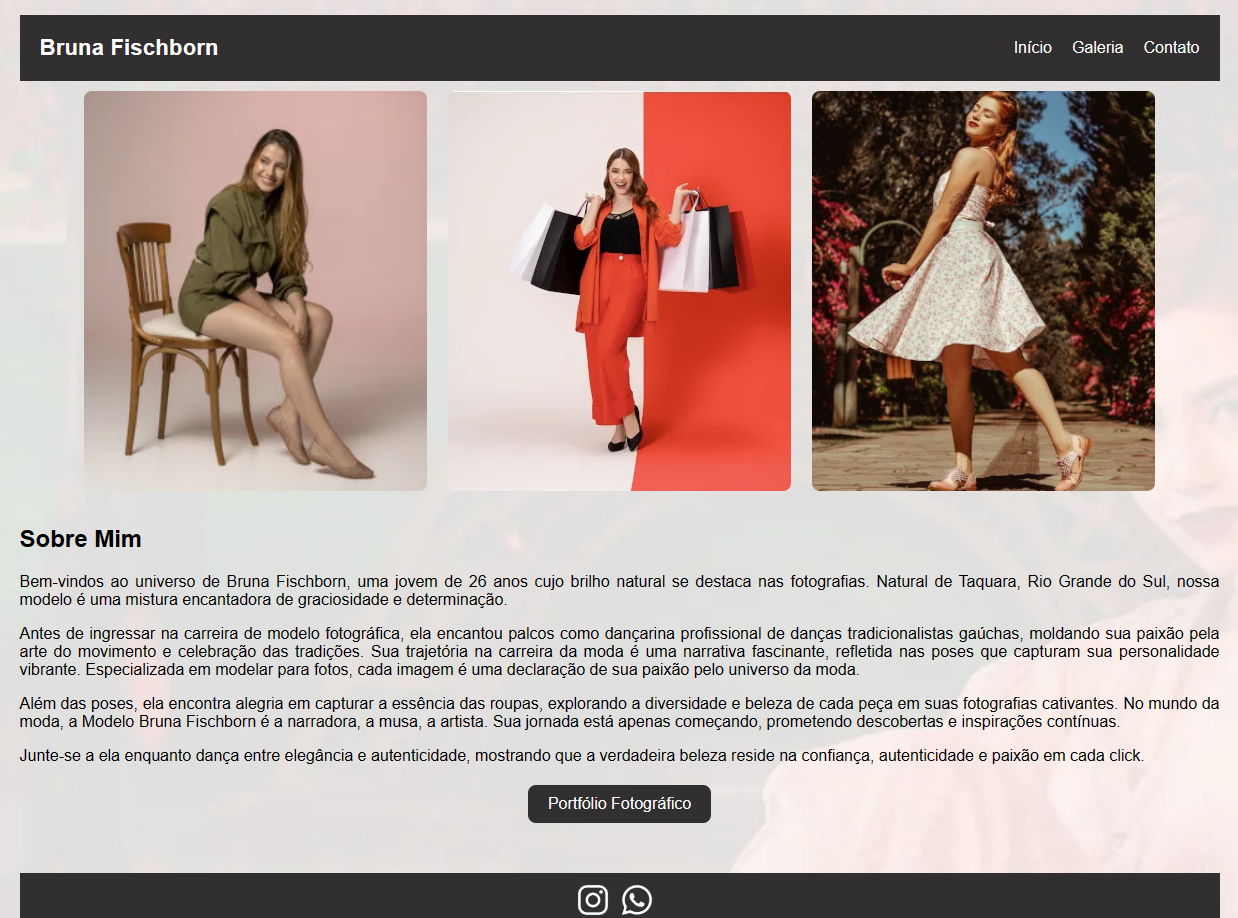 Bruna Fischborn
Início Galeria Contato
Sobre Mim
Bem-vindos ao universo de Bruna Fischborn, uma jovem de 26 anos cujo brilho natural se destaca nas fotografias. Natural de Taquara, Rio Grande do Sul, nossa
modelo é uma mistura encantadora de graciosidade e determinação.
Antes de ingressar na carreira de modelo fotográfica, ela encantou palcos como dançarina profissional de danças tradicionalistas gaúchas, moldando sua paixão pela
arte do movimento e celebração das tradições. Sua trajetória na carreira da moda é uma narrativa fascinante, refletida nas poses que capturam sua personalidade
vibrante. Especializada em modelar para fotos, cada imagem é uma declaração de sua paixão pelo universo da moda.
Além das poses, ela encontra alegria em capturar a essência das roupas, explorando a diversidade e beleza de cada peça em suas fotografias cativantes. No mundo da
moda, a Modelo Bruna Fischborn é a narradora, a musa, a artista. Sua jornada está apenas começando, prometendo descobertas e inspirações contínuas.
Junte-se a ela enquanto dança entre elegância e autenticidade, mostrando que a verdadeira beleza reside na confiança, autenticidade e paixão em cada click.
Portfólio Fotográfico